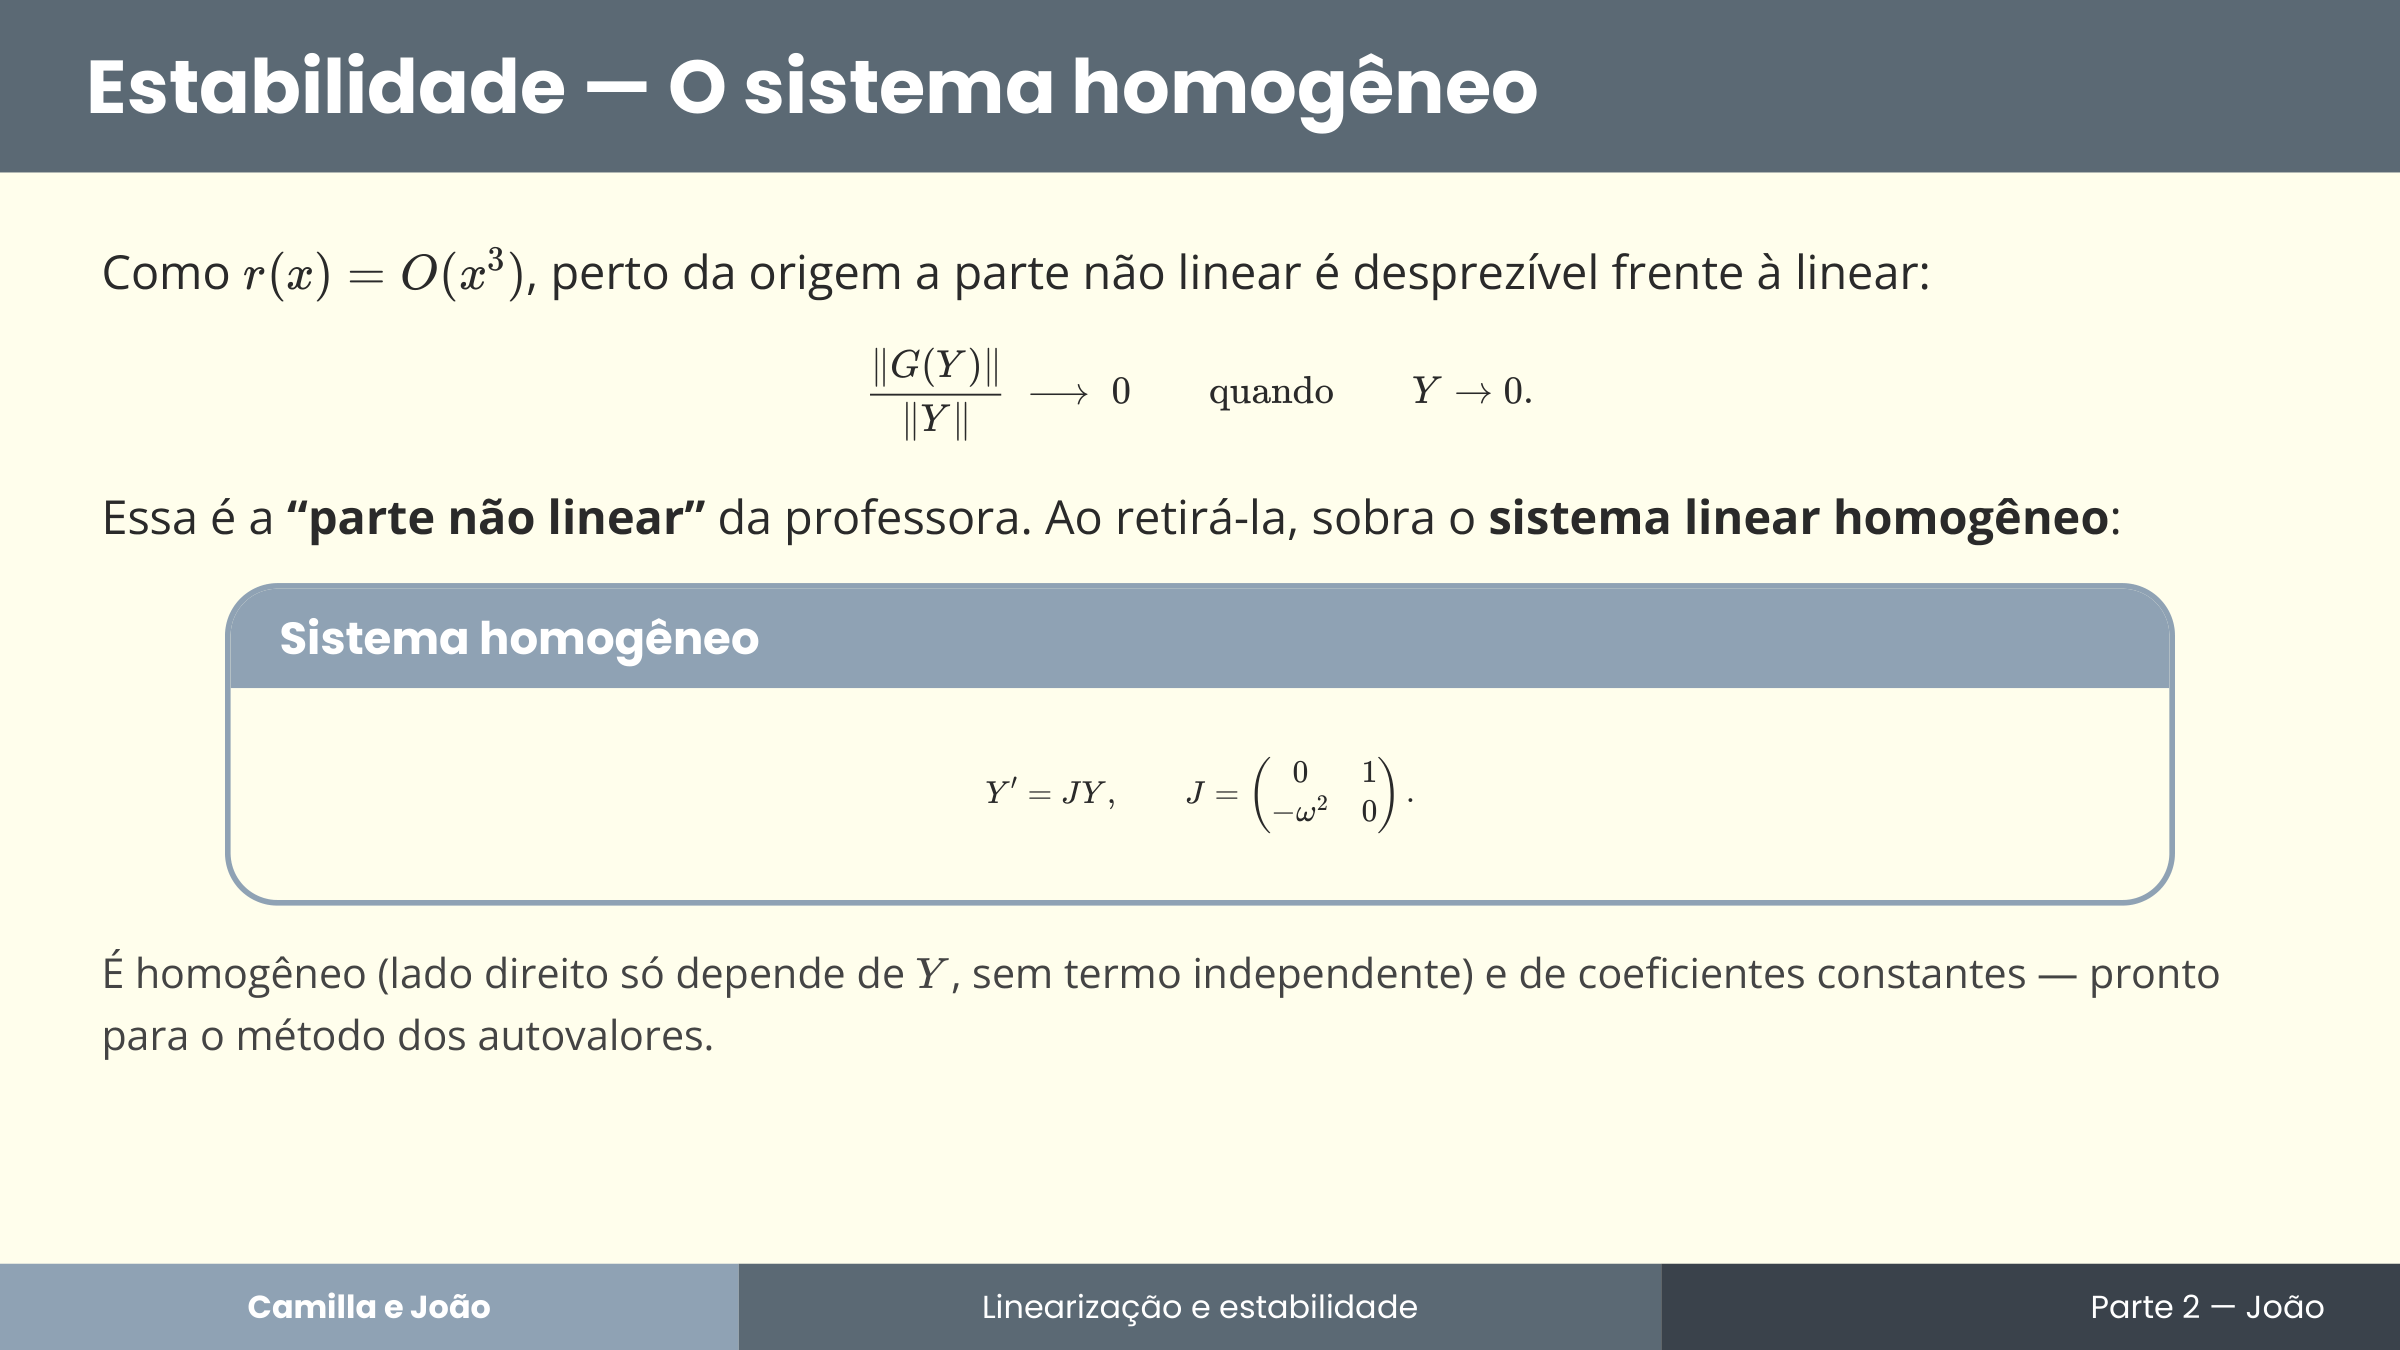 Estabilidade — O sistema homogêneo
Como r(x) = O(x³), perto da origem a parte não linear é desprezível frente à linear:
‖G(Y)‖ / ‖Y‖ ⟶ 0 quando Y → 0.
Essa é a “parte não linear” da professora. Ao retirá-la, sobra o sistema linear homogêneo:
Sistema homogêneo
Y′ = JY, J = ( 0 1 ; −ω² 0 ).
É homogêneo (lado direito só depende de Y, sem termo independente) e de coeficientes constantes — pronto
para o método dos autovalores.
Camilla e João
Linearização e estabilidade
Parte 2 — João